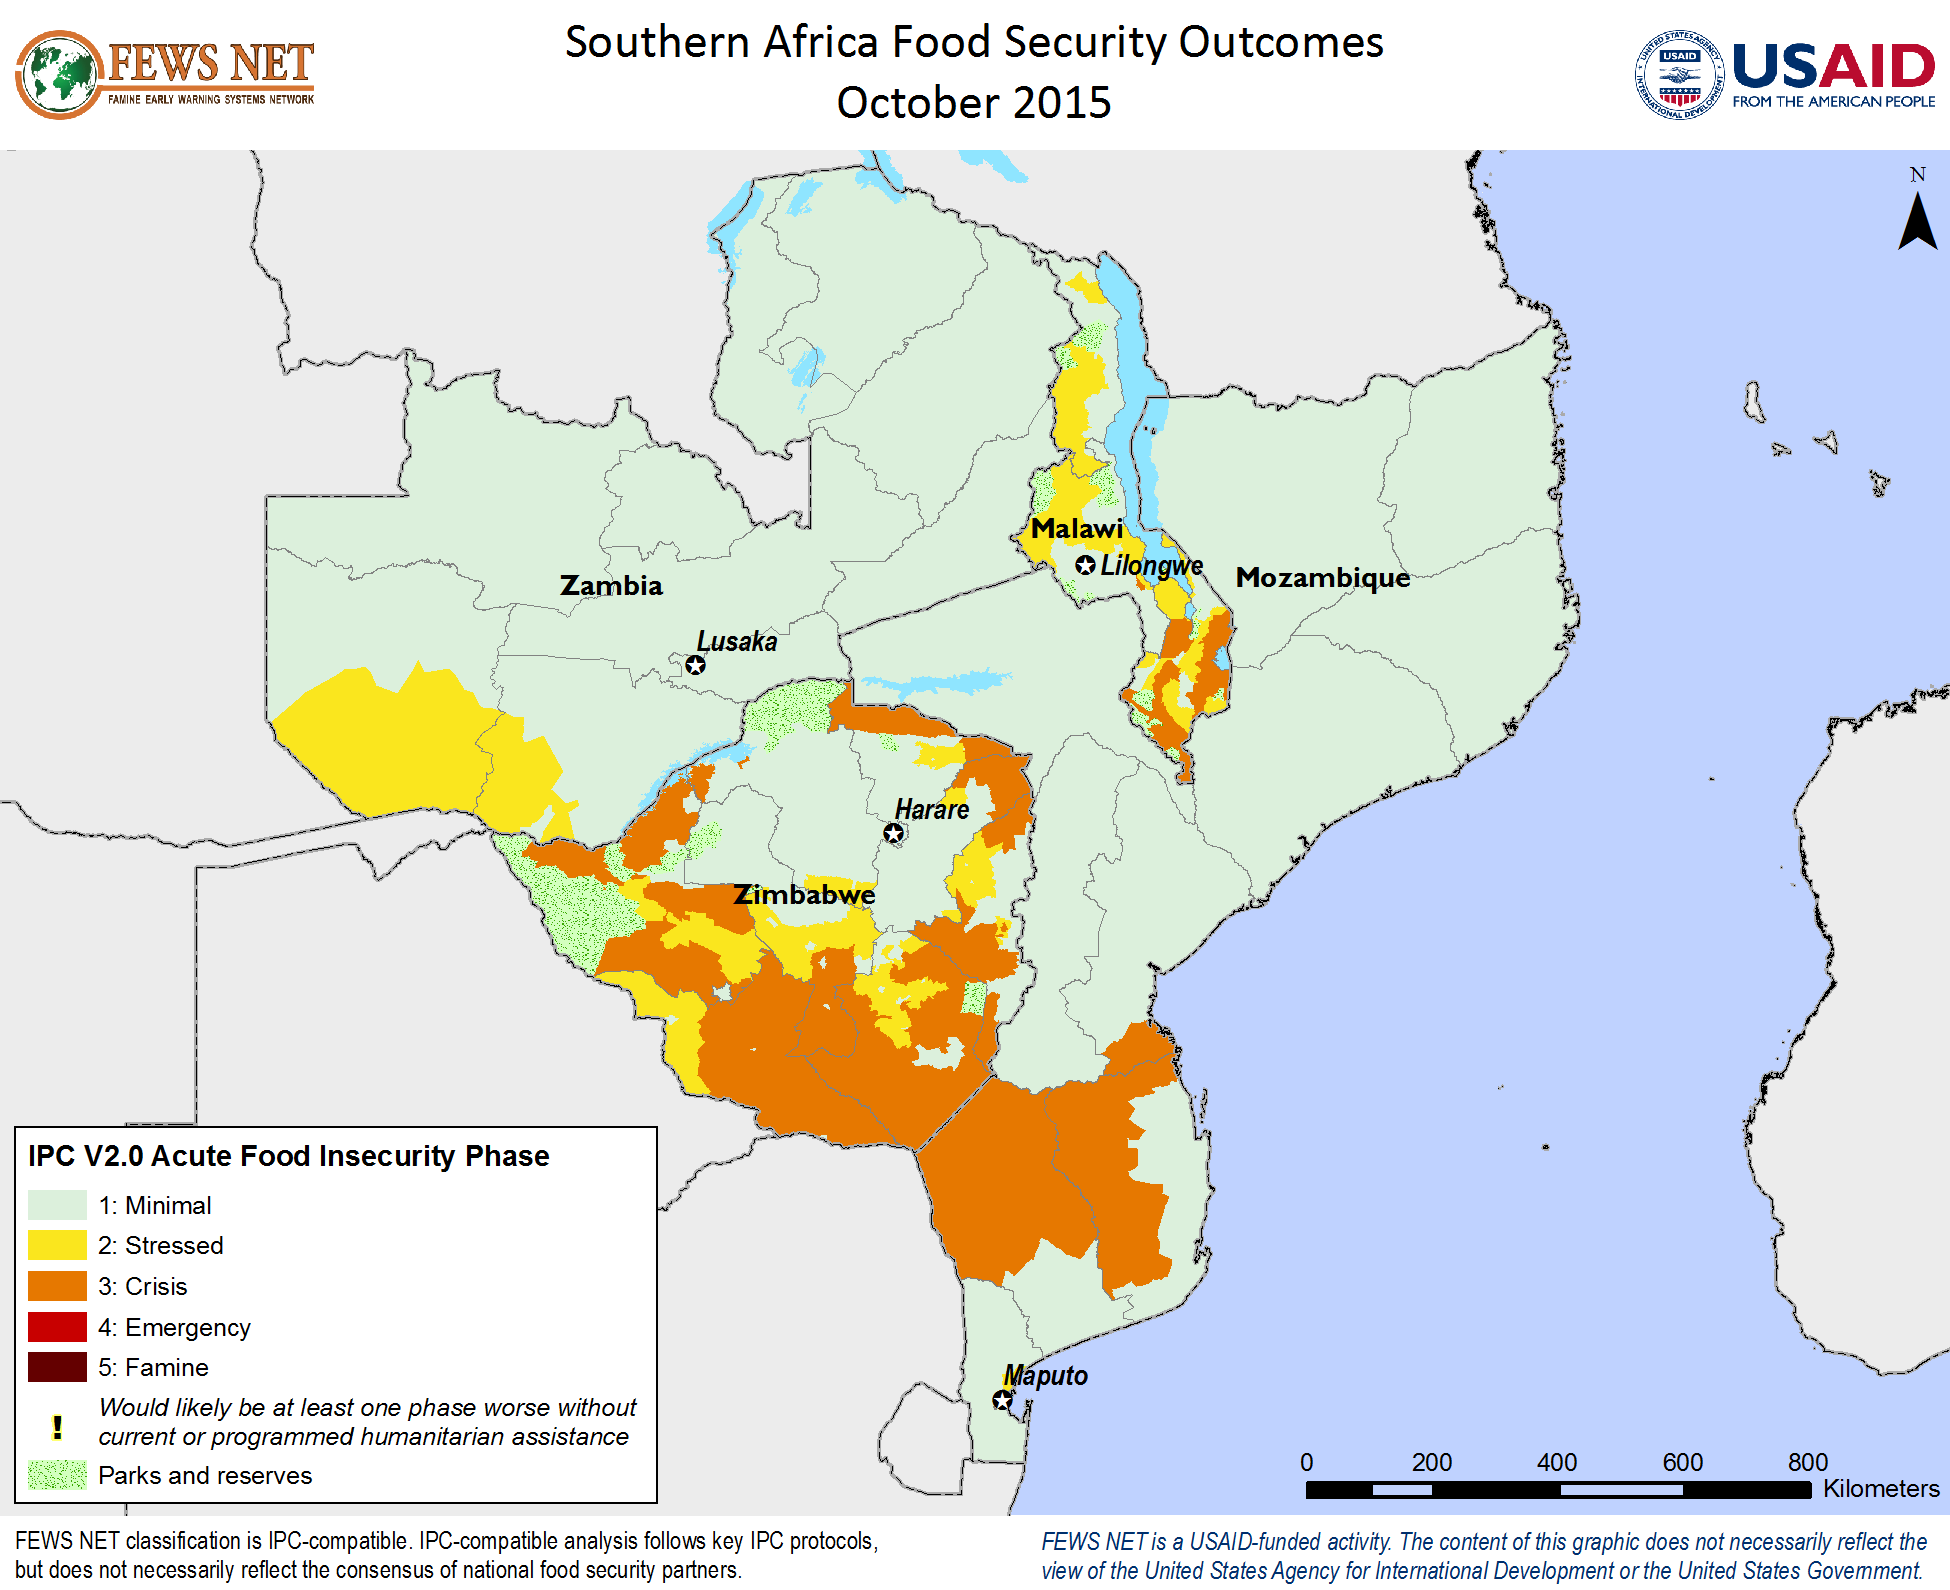 FEWS NET
FAMINE EARLY WARNING SYSTEMS NETWORK
Southern Africa Food Security Outcomes
October 2015
UNITED STATES AGENCY
USAID
INTERNATIONAL DEVELOPMENT
USAID
FROM THE AMERICAN PEOPLE
N
Malawi
Lilongwe
Mozambique
Zambia
Lusaka
Harare
Zimbabwe
Maputo
IPC V2.0 Acute Food Insecurity Phase
1: Minimal
2: Stressed
3: Crisis
4: Emergency
5: Famine
! Would likely be at least one phase worse without
current or programmed humanitarian assistance
Parks and reserves
0 200 400 600 800
Kilometers
FEWS NET classification is IPC-compatible. IPC-compatible analysis follows key IPC protocols,
but does not necessarily reflect the consensus of national food security partners.
FEWS NET is a USAID-funded activity. The content of this graphic does not necessarily reflect the
view of the United States Agency for International Development or the United States Government.